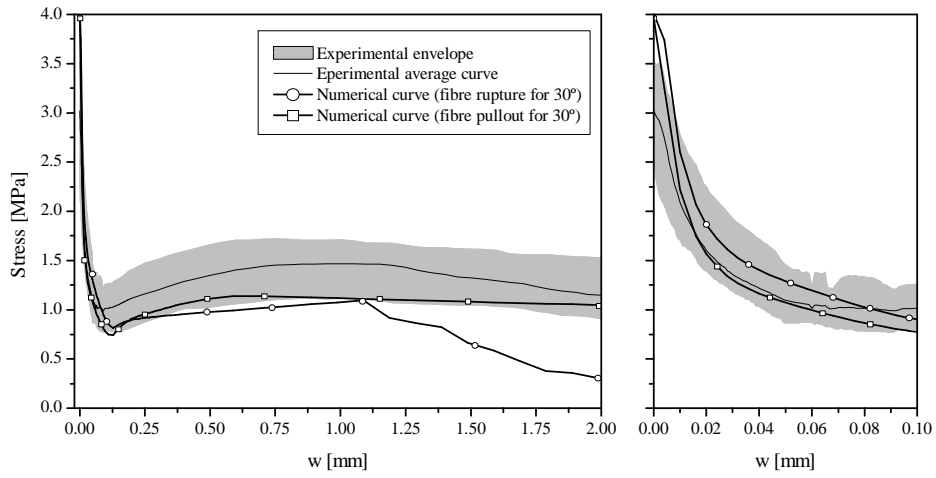 4.0
3.5
3.0
2.5
2.0
1.5
1.0
0.5
0.0
Stress [MPa]
Experimental envelope
Eperimental average curve
Numerical curve (fibre rupture for 30º)
Numerical curve (fibre pullout for 30º)
0.00 0.25 0.50 0.75 1.00 1.25 1.50 1.75 2.00
w [mm]
0.00 0.02 0.04 0.06 0.08 0.10
w [mm]